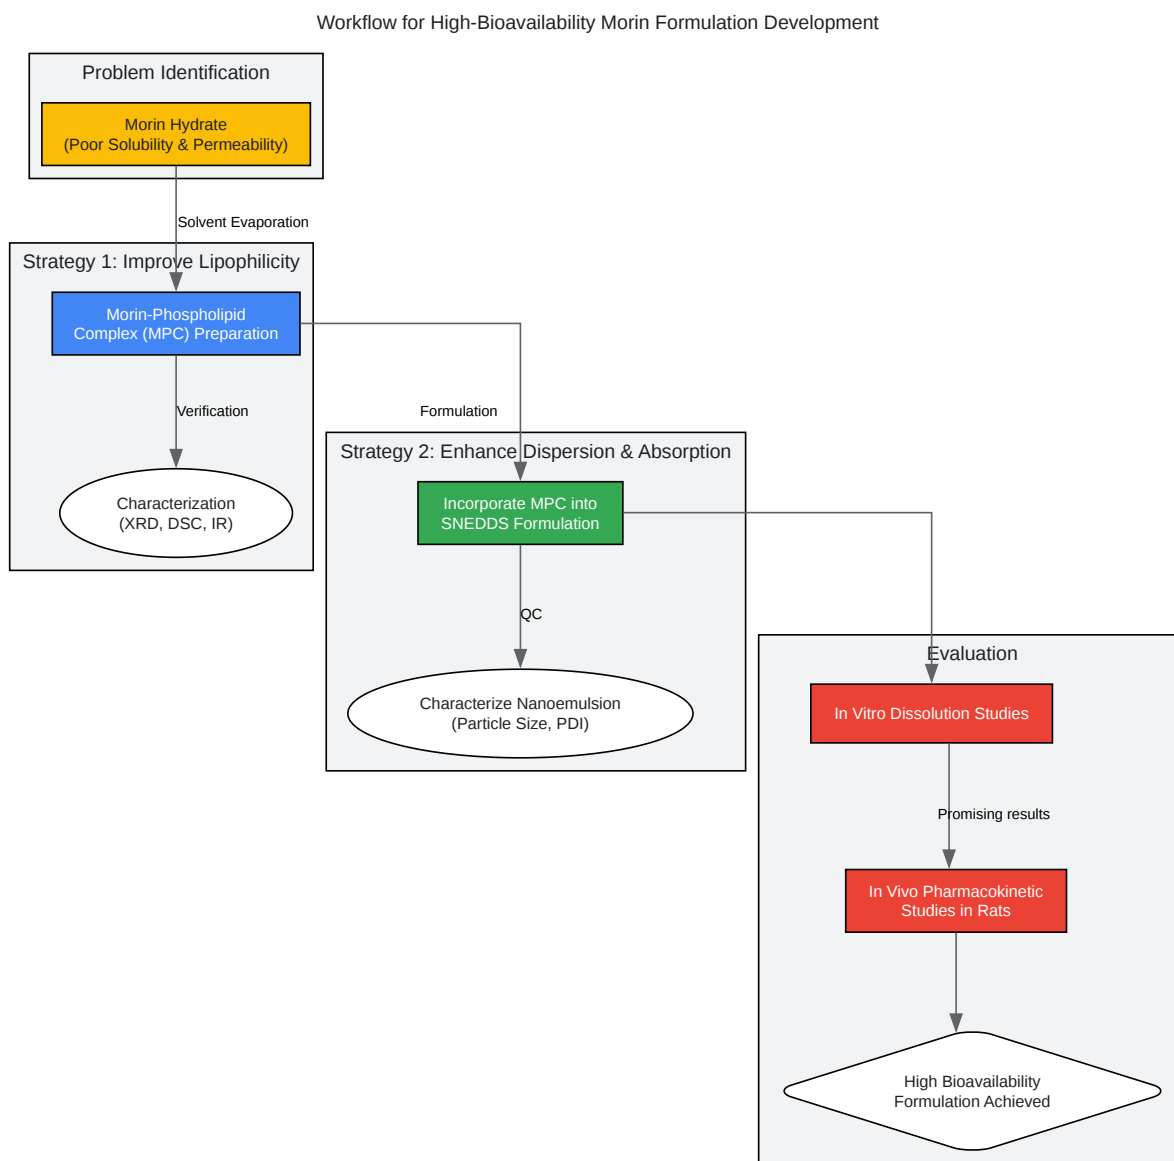 Workflow for High-Bioavailability Morin Formulation Development
Problem Identification
Morin Hydrate
(Poor Solubility & Permeability)
Solvent Evaporation
Strategy 1: Improve Lipophilicity
Morin-Phospholipid
Complex (MPC) Preparation
Verification
Characterization
(XRD, DSC, IR)
Formulation
Strategy 2: Enhance Dispersion & Absorption
Incorporate MPC into
SNEDDS Formulation
QC
Characterize Nanoemulsion
(Particle Size, PDI)
Evaluation
In Vitro Dissolution Studies
Promising results
In Vivo Pharmacokinetic
Studies in Rats
High Bioavailability
Formulation Achieved